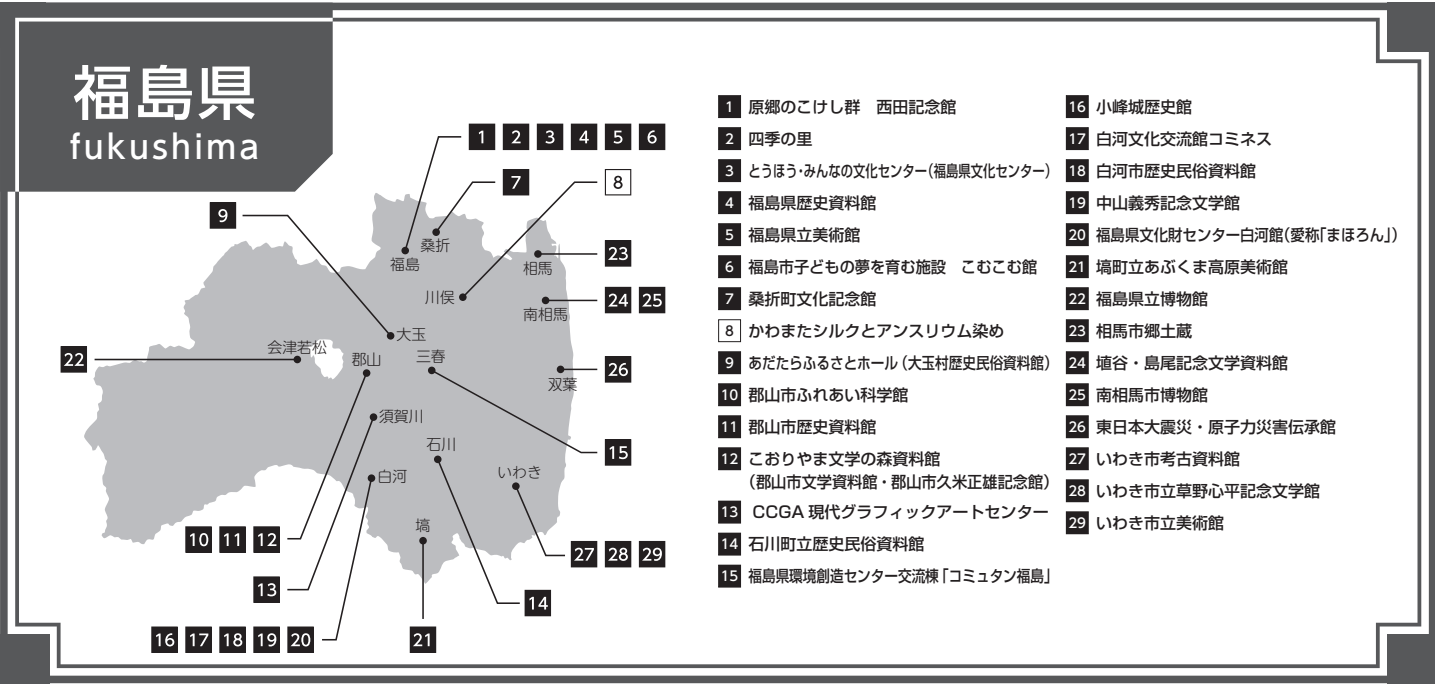 福島県
fukushima
1 2 3 4 5 6
7
8
9
桑折
福島
相馬
23
川俣
南相馬
24 25
大玉
会津若松
22
郡山
三春
双葉
26
須賀川
石川
15
白河
いわき
塙
10 11 12
27 28 29
13
14
16 17 18 19 20
21
1 原郷のこけし群　西田記念館
2 四季の里
3 とうほう・みんなの文化センター（福島県文化センター）
4 福島県歴史資料館
5 福島県立美術館
6 福島市子どもの夢を育む施設　こむこむ館
7 桑折町文化記念館
8 かわまたシルクとアンスリウム染め
9 あだたらふるさとホール（大玉村歴史民俗資料館）
10 郡山市ふれあい科学館
11 郡山市歴史資料館
12 こおりやま文学の森資料館
（郡山市文学資料館・郡山市久米正雄記念館）
13 CCGA 現代グラフィックアートセンター
14 石川町立歴史民俗資料館
15 福島県環境創造センター交流棟「コミュタン福島」
16 小峰城歴史館
17 白河文化交流館コミネス
18 白河市歴史民俗資料館
19 中山義秀記念文学館
20 福島県文化財センター白河館（愛称「まほろん」）
21 塙町立あぶくま高原美術館
22 福島県立博物館
23 相馬市郷土蔵
24 埴谷・島尾記念文学資料館
25 南相馬市博物館
26 東日本大震災・原子力災害伝承館
27 いわき市考古資料館
28 いわき市立草野心平記念文学館
29 いわき市立美術館